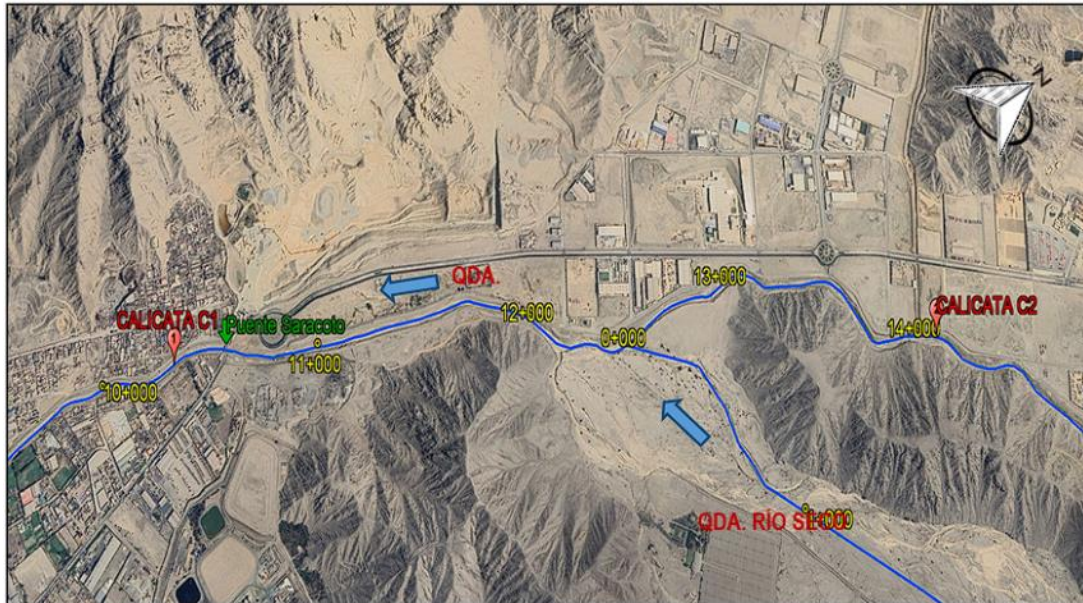 N
13+000
QDA.
CALICATA C2
12+000
CALICATA C1
Puente Saracoto
14+000
0+000
11+000
10+000
QDA. RÍO
+000